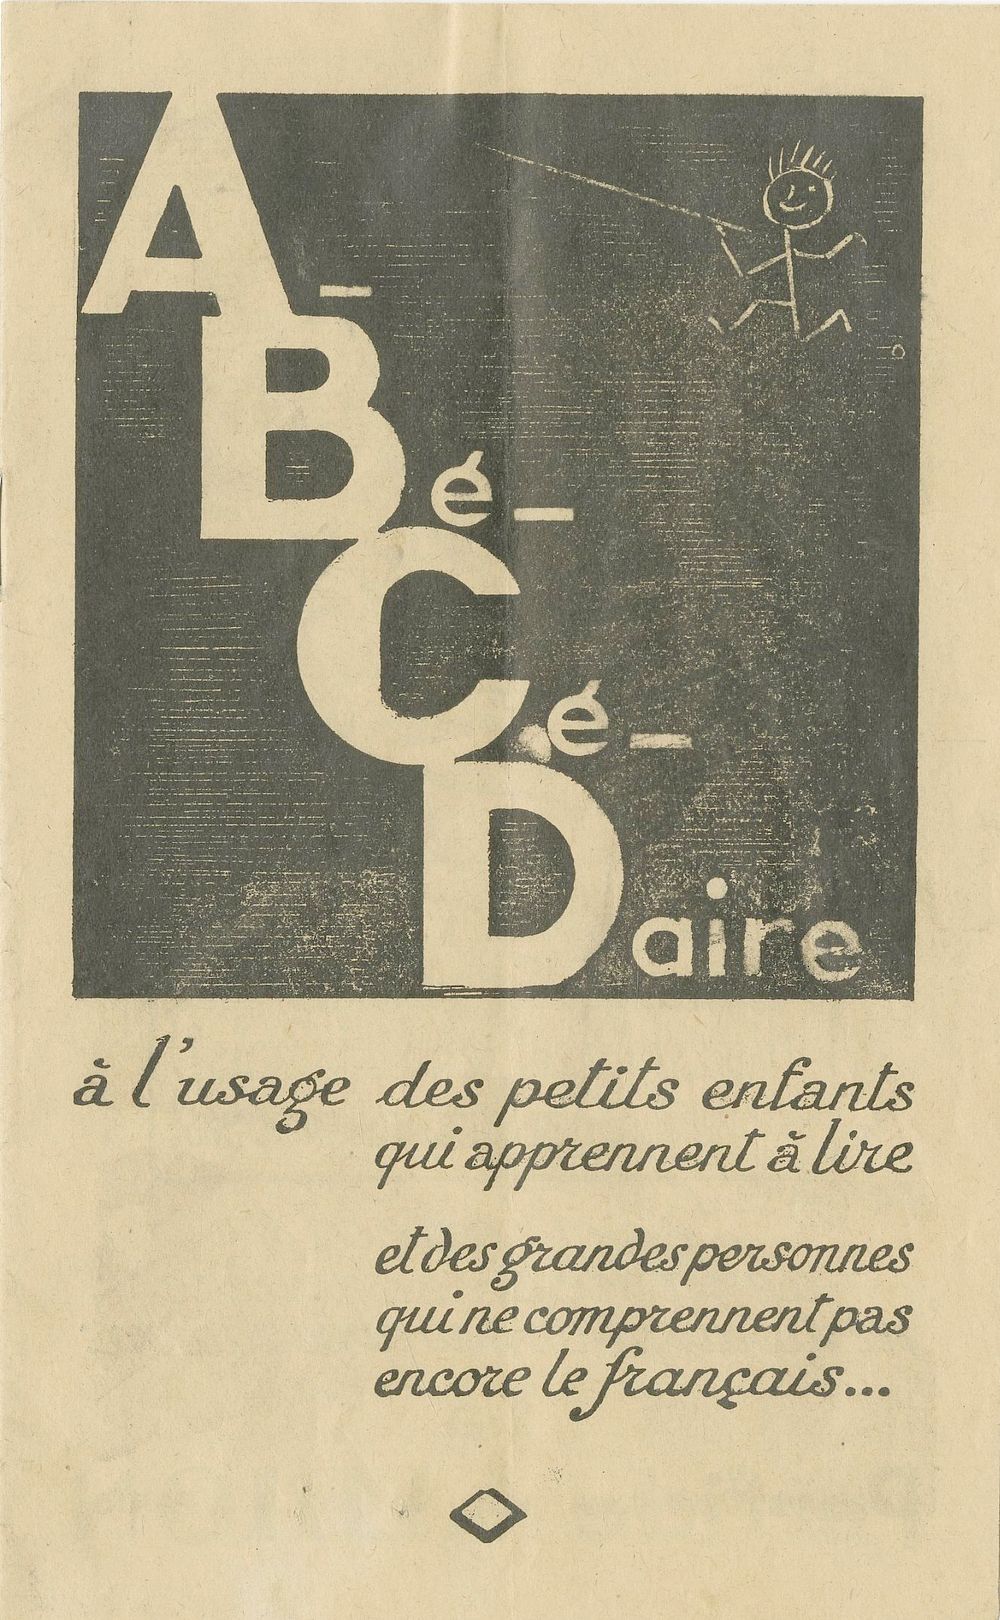 A-
Bé-
Cé-
Daire
à l'usage des petits enfants
qui apprennent à lire
et des grandes personnes
qui ne comprennent pas
encore le français...